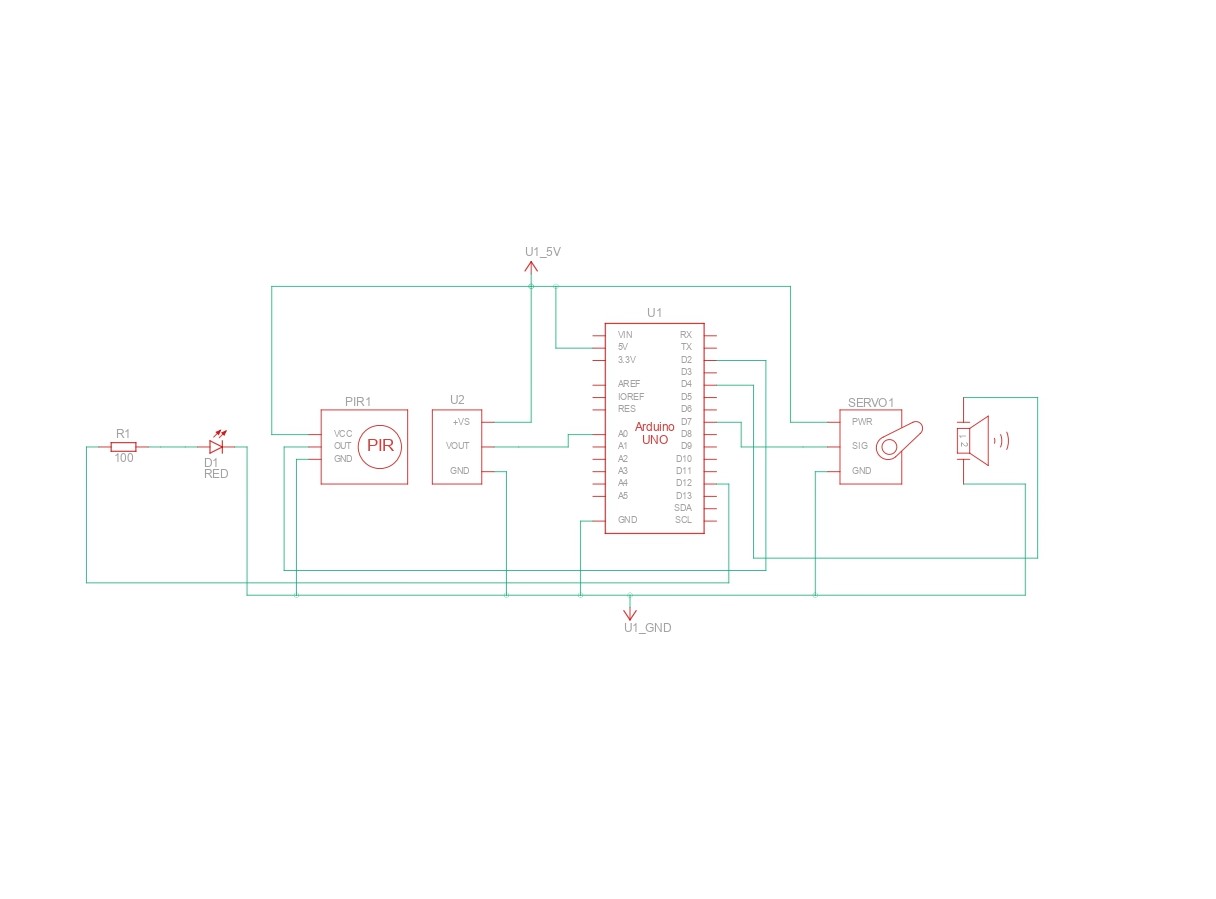 U1_5V
U1
VIN
5V
3.3V
AREF
IOREF
RES
A0
A1
A2
A3
A4
A5
GND
RX
TX
D2
D3
D4
D5
D6
D7
D8
D9
D10
D11
D12
D13
SDA
SCL
Arduino
UNO
R1
100
D1
RED
PIR1
VCC
OUT
GND
PIR
U2
+VS
VOUT
GND
SERVO1
PWR
SIG
GND
1 2
U1_GND